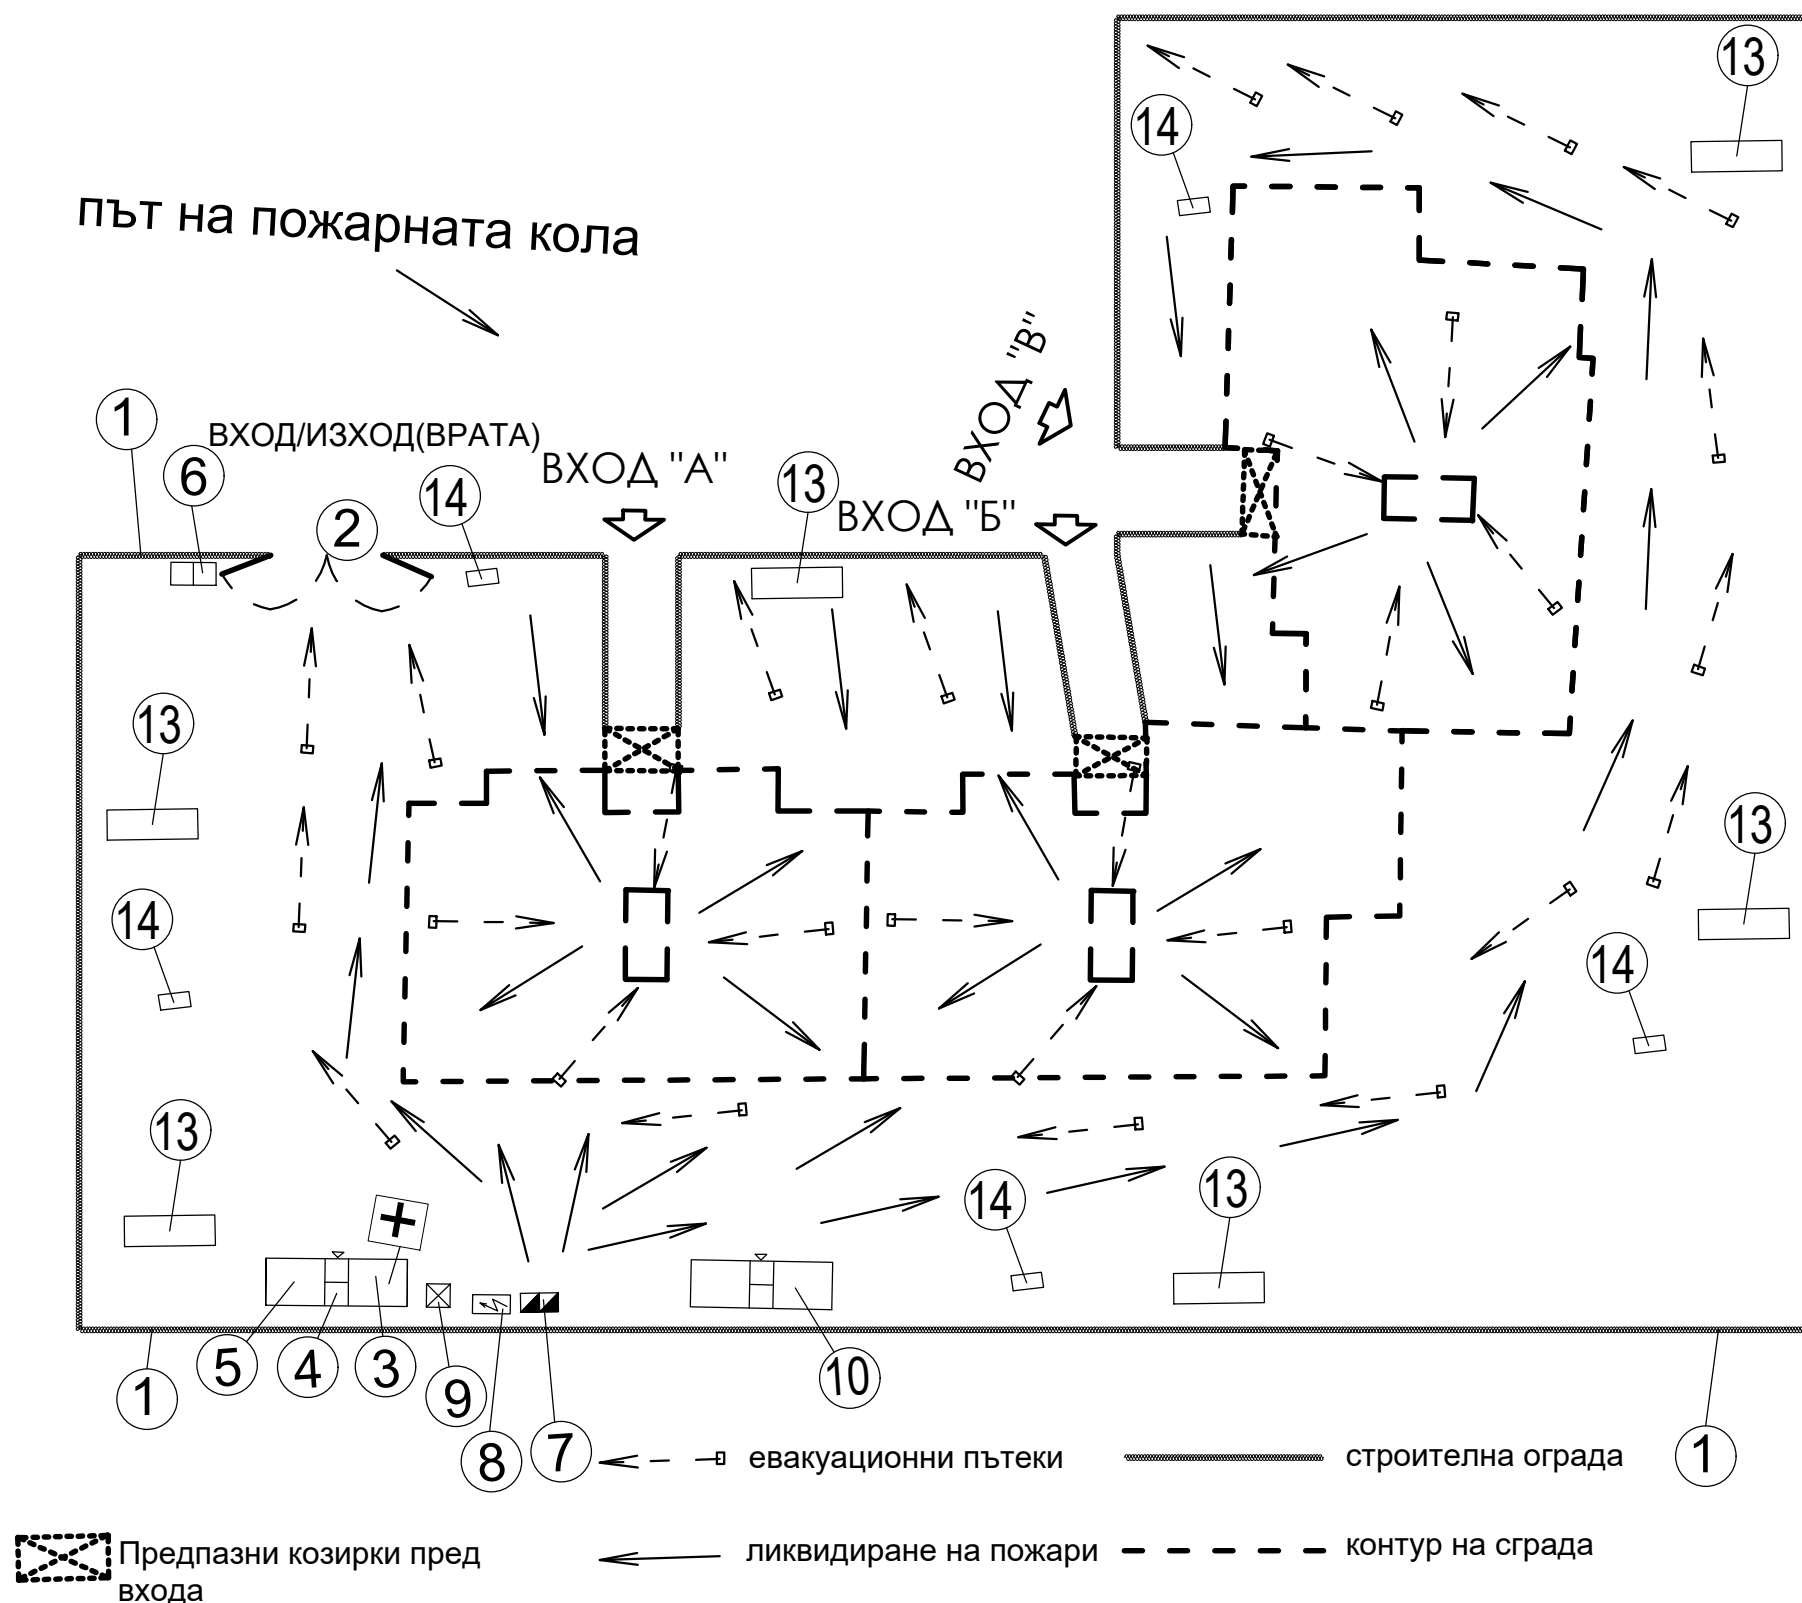 13
14
път на пожарната кола
ВХОД "В"
1
ВХОД/ИЗХОД(ВРАТА)
6
14
ВХОД "А"
13
ВХОД "Б"
2
13
13
14
14
13
14
13
5
4
3
9
10
1
8
7
евакуационни пътеки
строителна ограда
1
Предпазни козирки пред
входа
ликвидиране на пожари
контур на сграда